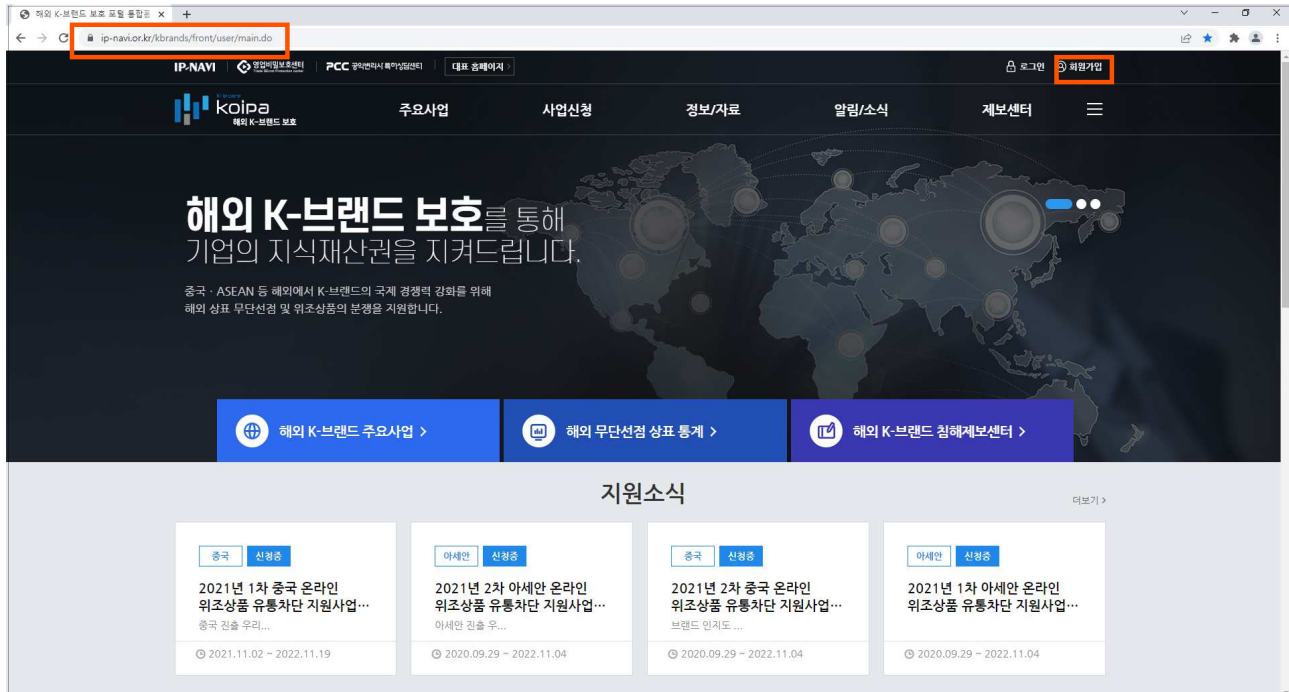 해외 K-브랜드 보호 포털 통합
ip-navi.or.kr/kbrands/front/user/main.do
IP-NAVI 영업비밀보호센터 PCC 공익변리사 특허상담센터 대표 홈페이지 >
로그인 회원가입
koipa
해외 K-브랜드 보호
주요사업 사업신청 정보/자료 알림/소식 제보센터
해외 K-브랜드 보호를 통해
기업의 지식재산권을 지켜드립니다.
중국 · ASEAN 등 해외에서 K-브랜드의 국제 경쟁력 강화를 위해
해외 상표 무단선점 및 위조상품의 분쟁을 지원합니다.
해외 K-브랜드 주요사업 > 해외 무단선점 상표 통계 > 해외 K-브랜드 침해제보센터 >
지원소식
더보기 >
중국 신청중
2021년 1차 중국 온라인
위조상품 유통차단 지원사업…
중국 진출 우리...
2021.11.02 ~ 2022.11.19
아세안 신청중
2021년 2차 아세안 온라인
위조상품 유통차단 지원사업…
아세안 진출 우...
2020.09.29 ~ 2022.11.04
중국 신청중
2021년 2차 중국 온라인
위조상품 유통차단 지원사업…
브랜드 인지도 ...
2020.09.29 ~ 2022.11.04
아세안 신청중
2021년 1차 아세안 온라인
위조상품 유통차단 지원사업…
2020.09.29 ~ 2022.11.04